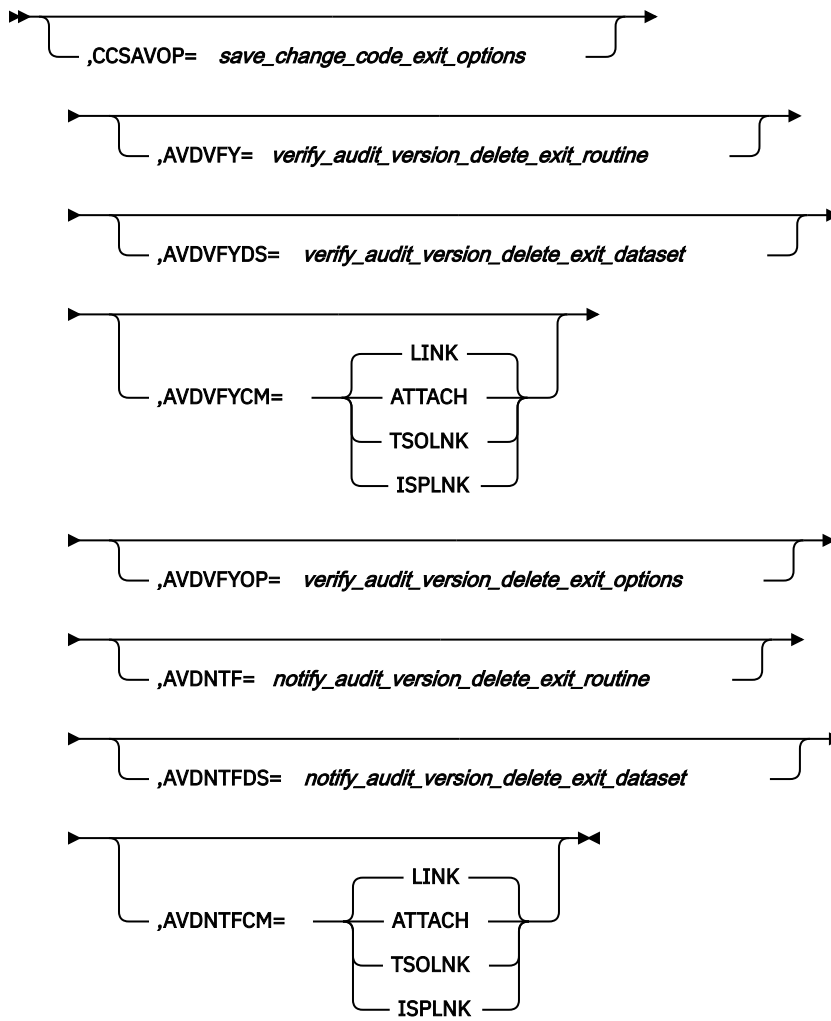 ,CCSAVOP= save_change_code_exit_options
,AVDVFY= verify_audit_version_delete_exit_routine
,AVDVFYDS= verify_audit_version_delete_exit_dataset
LINK
,AVDVFYCM= ATTACH
TSOLNK
ISPLNK
,AVDVFYOP= verify_audit_version_delete_exit_options
,AVDNTF= notify_audit_version_delete_exit_routine
,AVDNTFDS= notify_audit_version_delete_exit_dataset
LINK
,AVDNTFCM= ATTACH
TSOLNK
ISPLNK